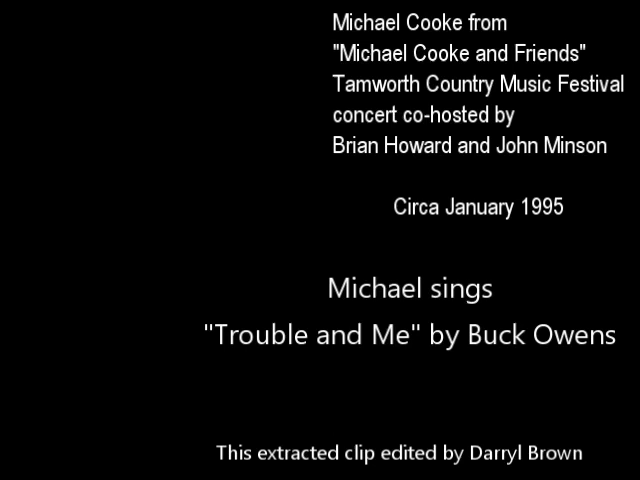 Michael Cooke from
"Michael Cooke and Friends"
Tamworth Country Music Festival
concert co-hosted by
Brian Howard and John Minson
Circa January 1995
Michael sings
"Trouble and Me" by Buck Owens
This extracted clip edited by Darryl Brown